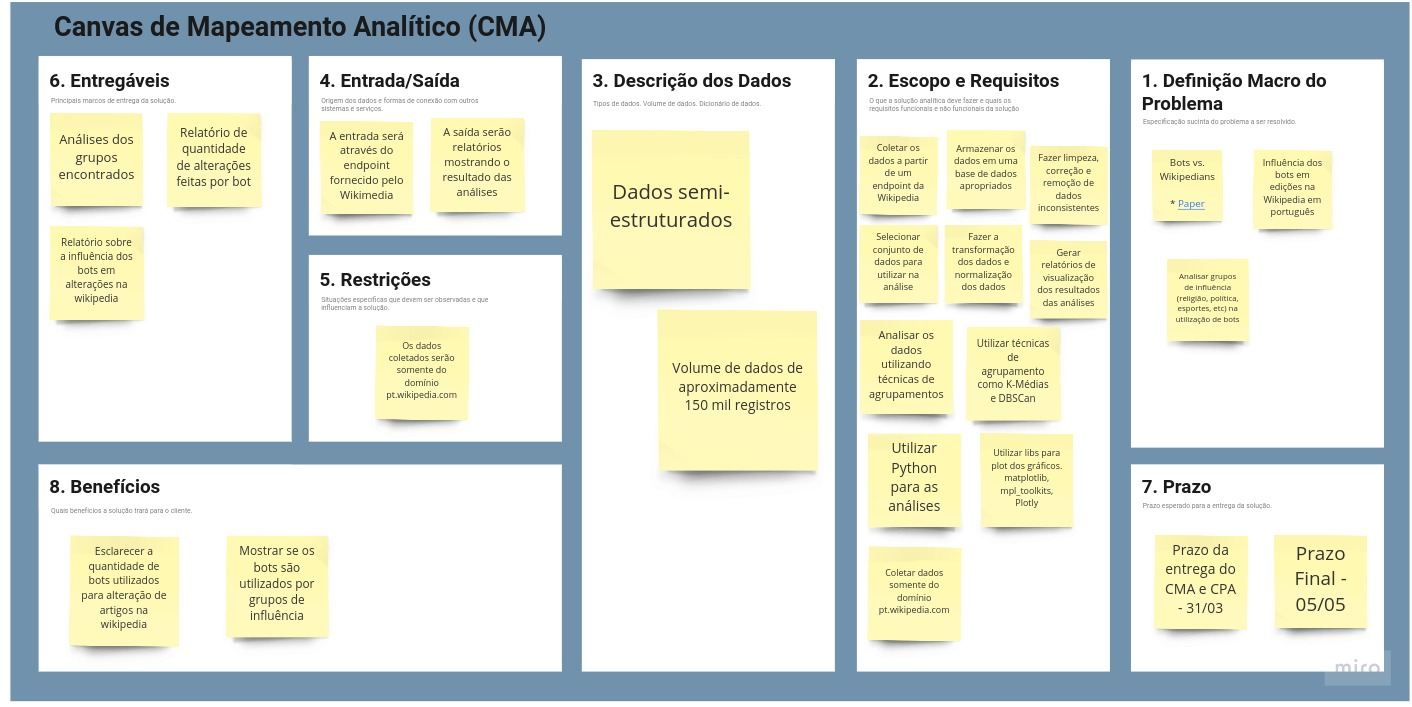 Canvas de Mapeamento Analítico (CMA)
6. Entregáveis
Principais marcos de entrega da solução.
Análises dos
grupos
encontrados
Relatório de
quantidade
de alterações
feitas por bot
Relatório sobre
a influência dos
bots em
alterações na
wikipedia
4. Entrada/Saída
Origem dos dados e formas de conexão com outros
sistemas e serviços.
A entrada será
através do
endpoint
fornecido pelo
Wikimedia
A saída serão
relatórios
mostrando o
resultado das
análises
5. Restrições
Situações específicas que devem ser observadas e que
influenciam a solução.
Os dados
coletados serão
somente do
domínio
pt.wikipedia.com
3. Descrição dos Dados
Tipos de dados. Volume de dados. Dicionário de dados.
Dados semi-
estruturados
Volume de dados de
aproximadamente
150 mil registros
2. Escopo e Requisitos
O que a solução analítica deve fazer e quais os
requisitos funcionais e não funcionais da solução
Coletar os
dados a partir
de um
endpoint da
Wikipedia
Armazenar os
dados em uma
base de dados
apropriados
Fazer limpeza,
correção e
remoção de
dados
inconsistentes
Selecionar
conjunto de
dados para
utilizar na
análise
Fazer a
transformação
dos dados e
normalização
dos dados
Gerar
relatórios de
visualização
dos resultados
das análises
Analisar os
dados
utilizando
técnicas de
agrupamentos
Utilizar técnicas
de
agrupamento
como K-Médias
e DBSCan
Utilizar
Python
para as
análises
Utilizar libs para
plot dos gráficos.
matplotlib,
mpl_toolkits,
Plotly
Coletar dados
somente do
domínio
pt.wikipedia.com
1. Definição Macro do
Problema
Especificação sucinta do problema a ser resolvido.
Bots vs.
Wikipedians
* Paper
Influência dos
bots em
edições na
Wikipedia em
português
Analisar grupos
de influência
(religião, política,
esportes, etc) na
utilização de bots
8. Benefícios
Quais benefícios a solução trará para o cliente.
Esclarecer a
quantidade de
bots utilizados
para alteração de
artigos na
wikipedia
Mostrar se os
bots são
utilizados por
grupos de
influência
7. Prazo
Prazo esperado para a entrega da solução.
Prazo da
entrega do
CMA e CPA
- 31/03
Prazo
Final -
05/05
miro